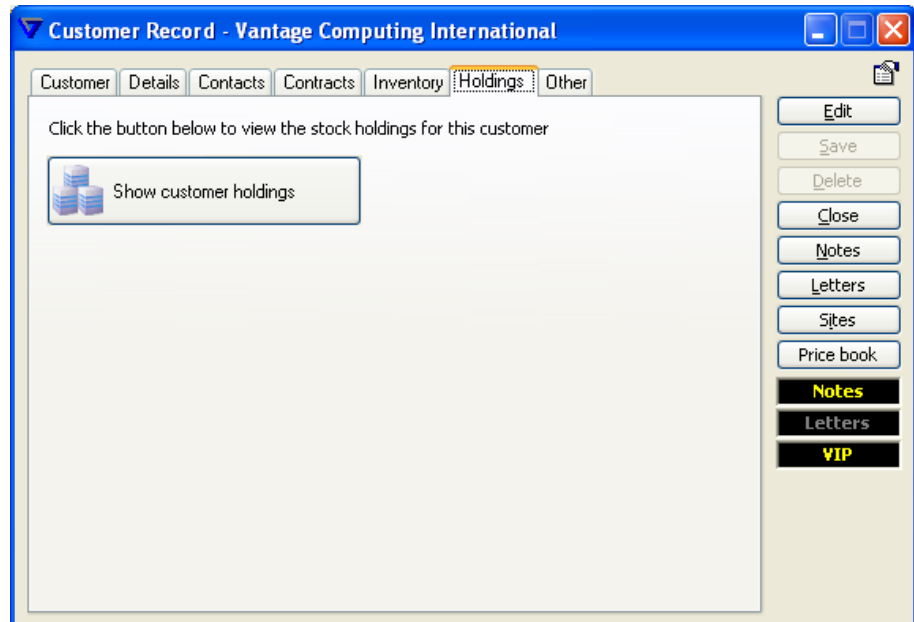 Customer Record - Vantage Computing International
Customer Details Contacts Contracts Inventory Holdings Other
Click the button below to view the stock holdings for this customer
Show customer holdings
Edit
Save
Delete
Close
Notes
Letters
Sites
Price book
Notes
Letters
VIP